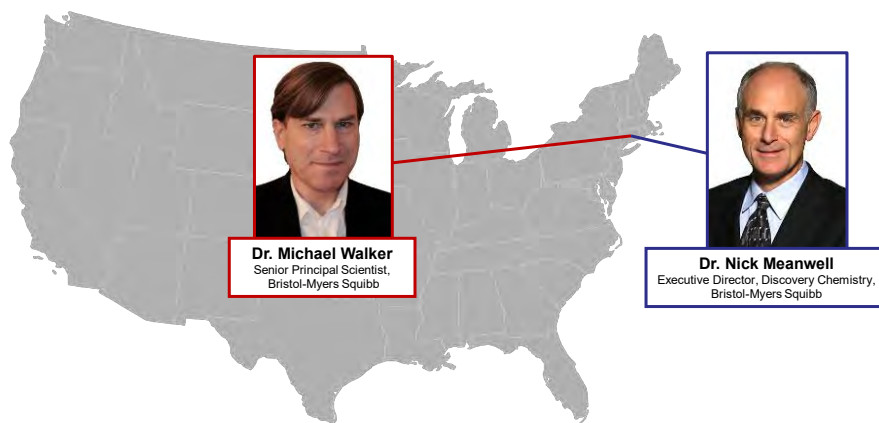 Dr. Michael Walker
Senior Principal Scientist,
Bristol-Myers Squibb
Dr. Nick Meanwell
Executive Director, Discovery Chemistry,
Bristol-Myers Squibb